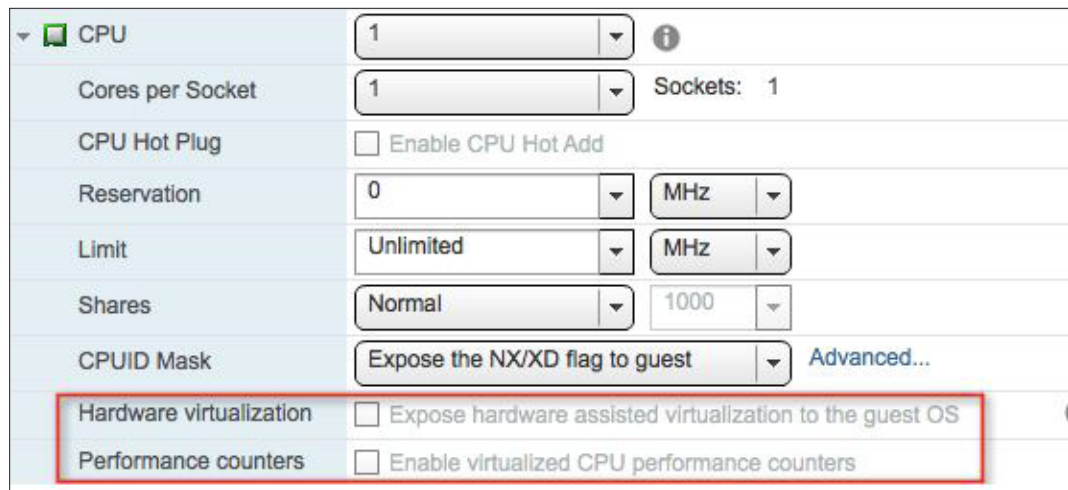 CPU 1
Cores per Socket 1 Sockets: 1
CPU Hot Plug Enable CPU Hot Add
Reservation 0 MHz
Limit Unlimited MHz
Shares Normal 1000
CPUID Mask Expose the NX/XD flag to guest Advanced...
Hardware virtualization Expose hardware assisted virtualization to the guest OS
Performance counters Enable virtualized CPU performance counters